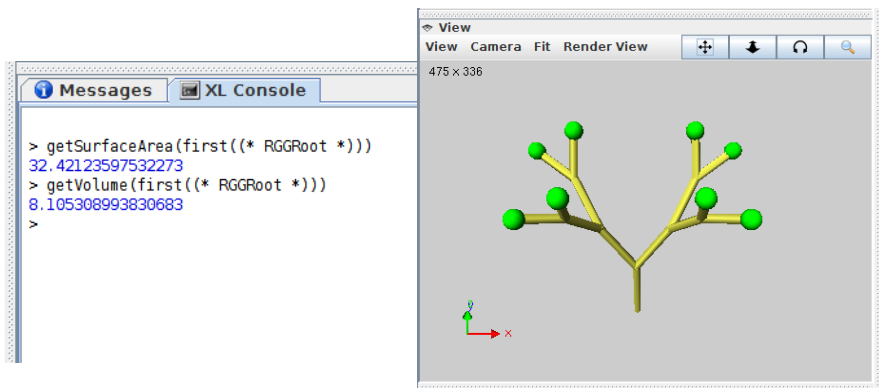 Messages XL Console
> getSurfaceArea(first((* RGGRoot *)))
32.42123597532273
> getVolume(first((* RGGRoot *)))
8.105308993830683
>
View
View Camera Fit Render View
475 × 336
y
x